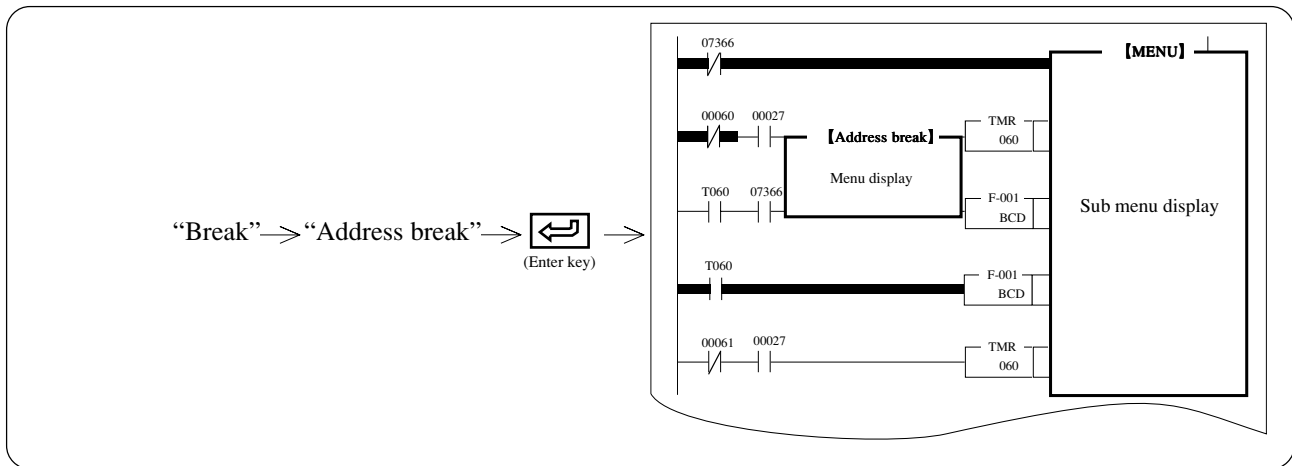 “Break” “Address break”
(Enter key)
07366
【MENU】
00060 00027 TMR
060
【Address break】
Menu display
T060 07366 F-001
BCD
Sub menu display
T060 F-001
BCD
00061 00027 TMR
060